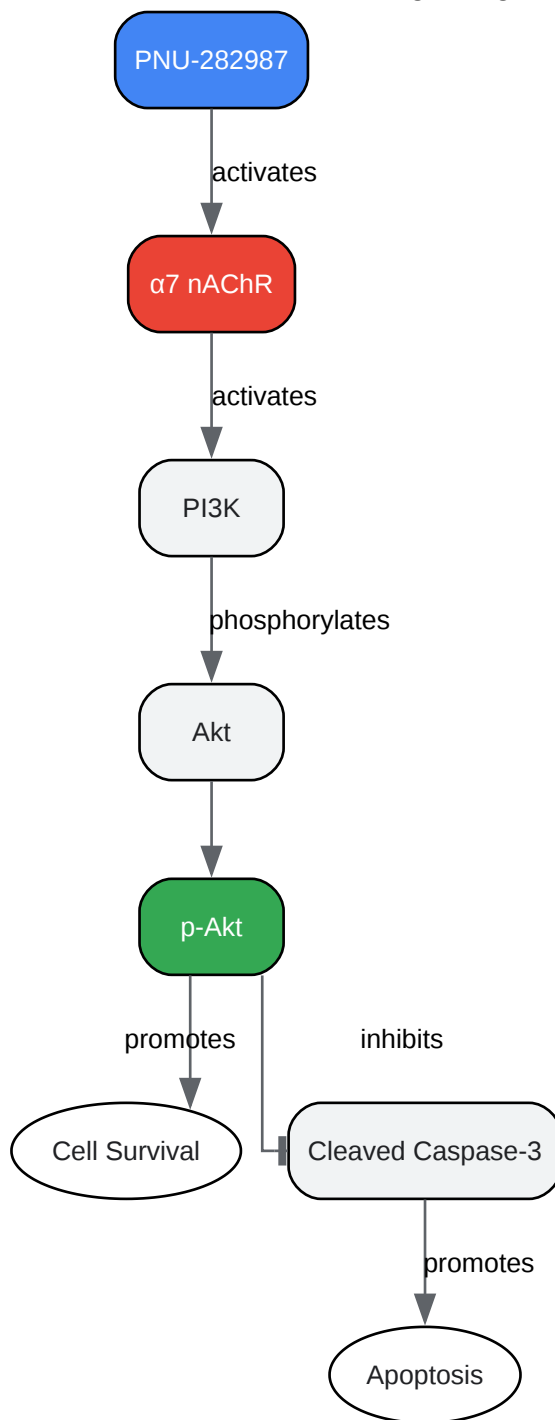 PNU-282987
activates
α7 nAChR
activates
PI3K
phosphorylates
Akt
p-Akt
promotes
inhibits
Cell Survival
Cleaved Caspase-3
promotes
Apoptosis